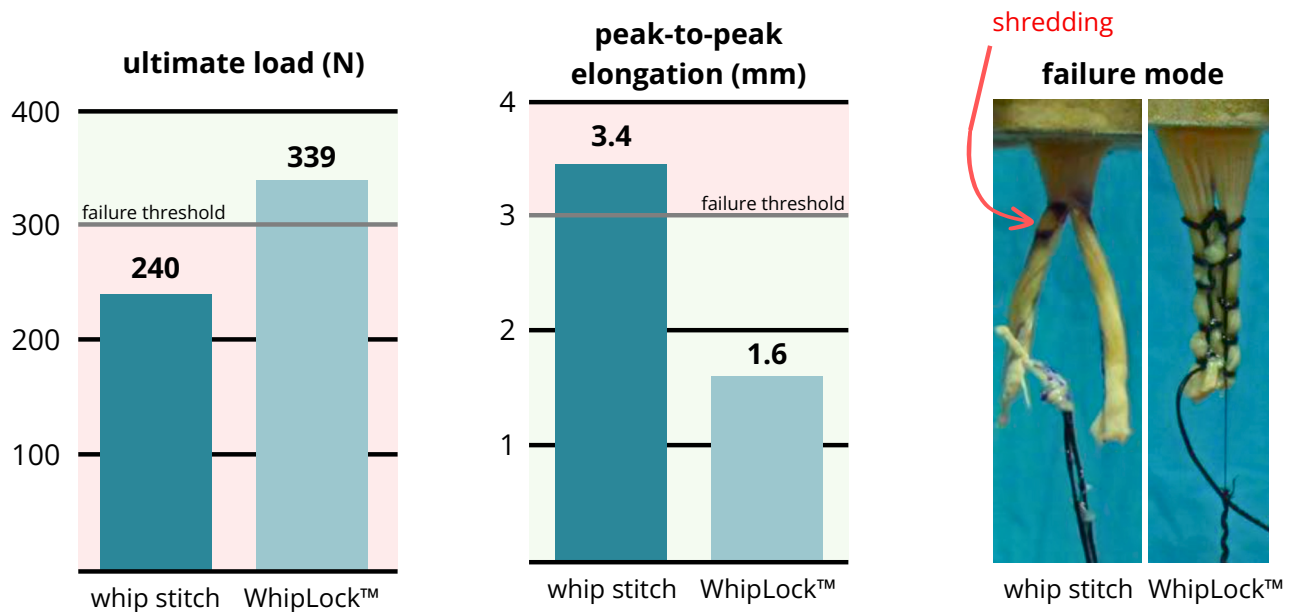 ultimate load (N)
400
300
200
100
339
failure threshold
240
whip stitch
WhipLock™
peak-to-peak
elongation (mm)
4
3
2
1
3.4
failure threshold
1.6
whip stitch
WhipLock™
shredding
failure mode
whip stitch
WhipLock™